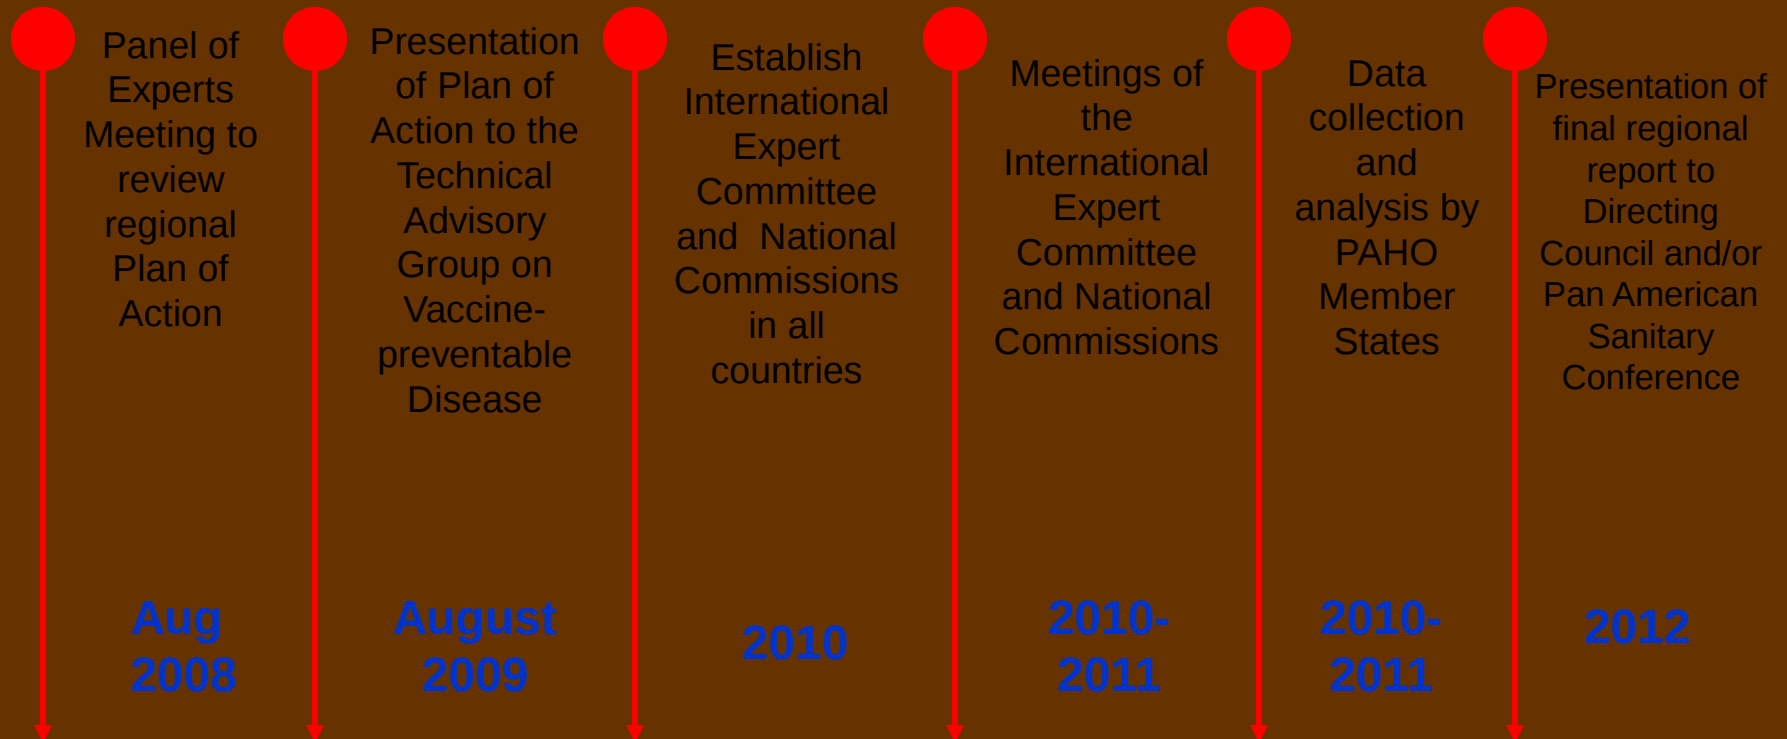 Panel of
Experts
Meeting to
review
regional
Plan of
Action
Aug
2008
Presentation
of Plan of
Action to the
Technical
Advisory
Group on
Vaccine-
preventable
Disease
August
2009
Establish
International
Expert
Committee
and  National
Commissions
in all
countries
2010
Meetings of
the
International
Expert
Committee
and National
Commissions
2010-
2011
Data
collection
and
analysis by
PAHO
Member
States
2010-
2011
Presentation of
final regional
report to
Directing
Council and/or
Pan American
Sanitary
Conference
2012